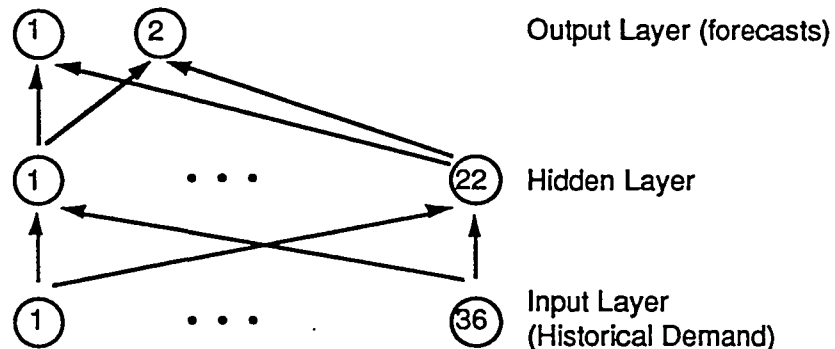 1 2 Output Layer (forecasts)
1 . . . 22 Hidden Layer
1 . . . 36 Input Layer
(Historical Demand)